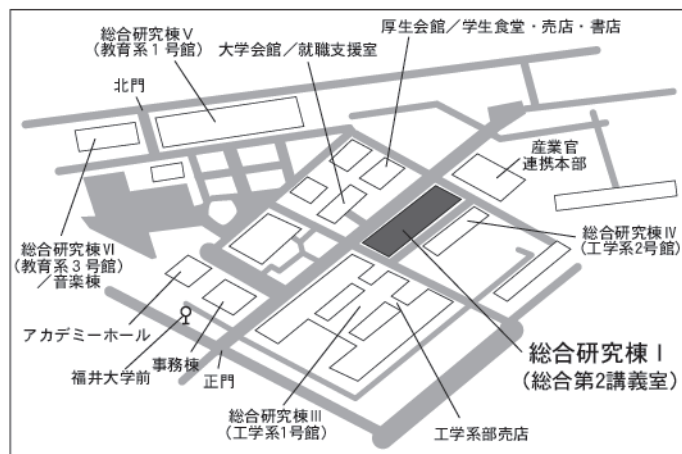 厚生会館／学生食堂・売店・書店
総合研究棟Ⅴ
（教育系１号館）
大学会館／就職支援室
北門
産業官
連携本部
総合研究棟Ⅳ
（工学系2号館）
総合研究棟Ⅵ
（教育系３号館）
／音楽棟
アカデミーホール
福井大学前
事務棟
正門
総合研究棟Ⅰ
（総合第2講義室）
総合研究棟Ⅲ
（工学系1号館）
工学系部売店